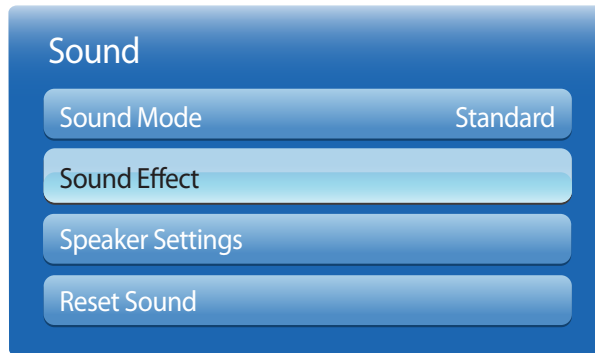 Sound
Sound Mode Standard
Sound Effect
Speaker Settings
Reset Sound